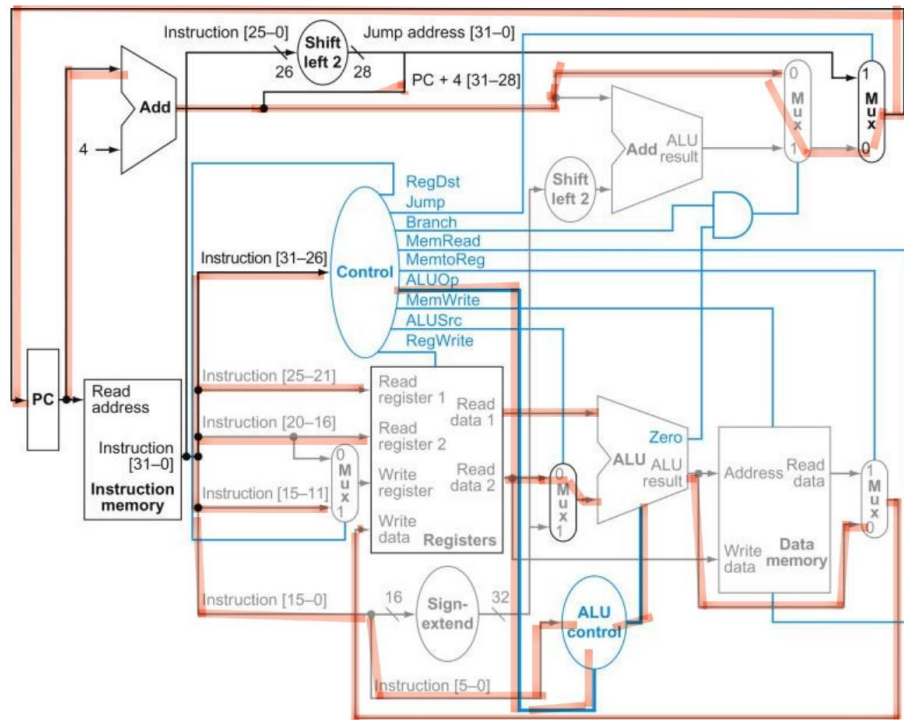 Instruction [25–0]
Shift
left 2
Jump address [31–0]
26
28
PC + 4 [31–28]
Add
4
0
M
u
x
1
1
M
u
x
0
Add
ALU
result
Shift
left 2
RegDst
Jump
Branch
MemRead
MemtoReg
ALUOp
MemWrite
ALUSrc
RegWrite
Instruction [31–26]
Control
PC
Read
address
Instruction
[31–0]
Instruction
memory
Instruction [25–21]
Instruction [20–16]
Instruction [15–11]
Instruction [15–0]
0
M
u
x
1
Read
register 1
Read
register 2
Write
register
Write
data
Read
data 1
Read
data 2
Registers
0
M
u
x
1
Zero
ALU
ALU
result
Address
Read
data
Write
data
Data
memory
1
M
u
x
0
16
Sign-
extend
32
ALU
control
Instruction [5–0]